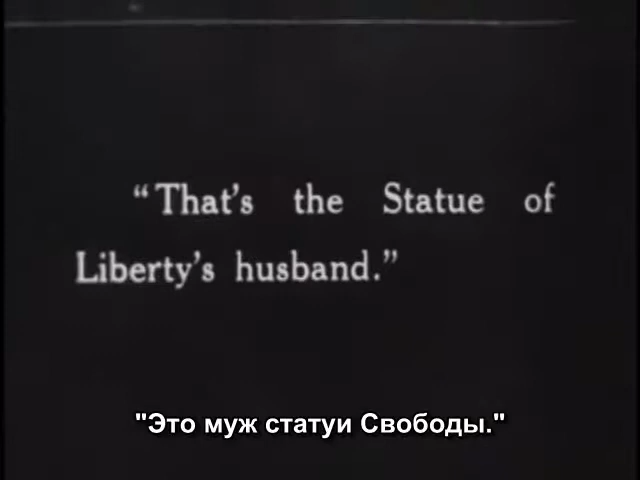 “That’s the Statue of
Liberty’s husband.”
"Это муж статуи Свободы."